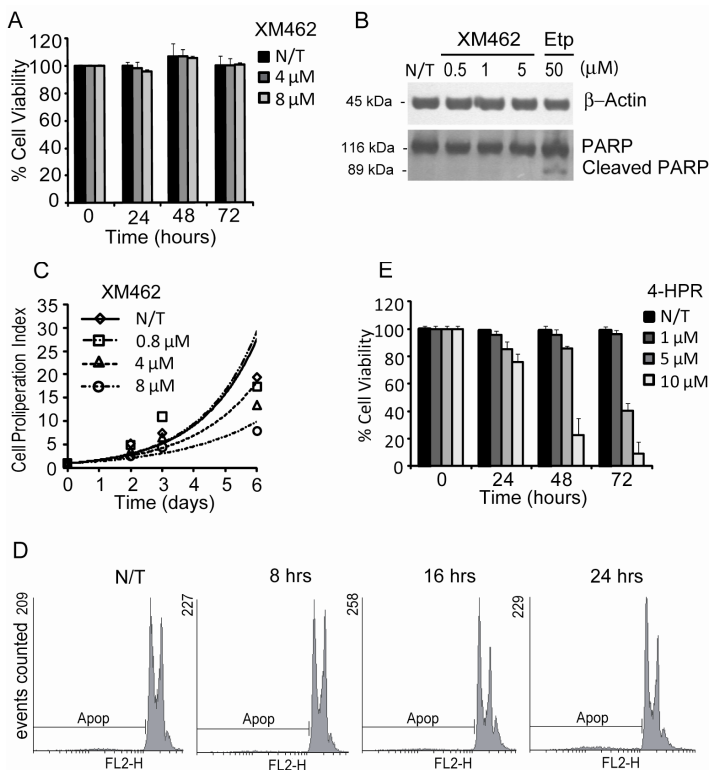 A
XM462
N/T
4 μM
8 μM
% Cell Viability
120
100
80
60
40
20
0
0 24 48 72
Time (hours)
B
XM462 Etp
N/T 0.5 1 5 50 (μM)
45 kDa - β–Actin
116 kDa - PARP
89 kDa - Cleaved PARP
C
XM462
N/T
0.8 μM
4 μM
8 μM
Cell Proliperation Index
35
30
25
20
15
10
5
0
0 1 2 3 4 5 6
Time (days)
E
4-HPR
N/T
1 μM
5 μM
10 μM
% Cell Viability
120
100
80
60
40
20
0
0 24 48 72
Time (hours)
D
N/T 8 hrs 16 hrs 24 hrs
events counted
209 227 258 229
Apop Apop Apop Apop
FL2-H FL2-H FL2-H FL2-H